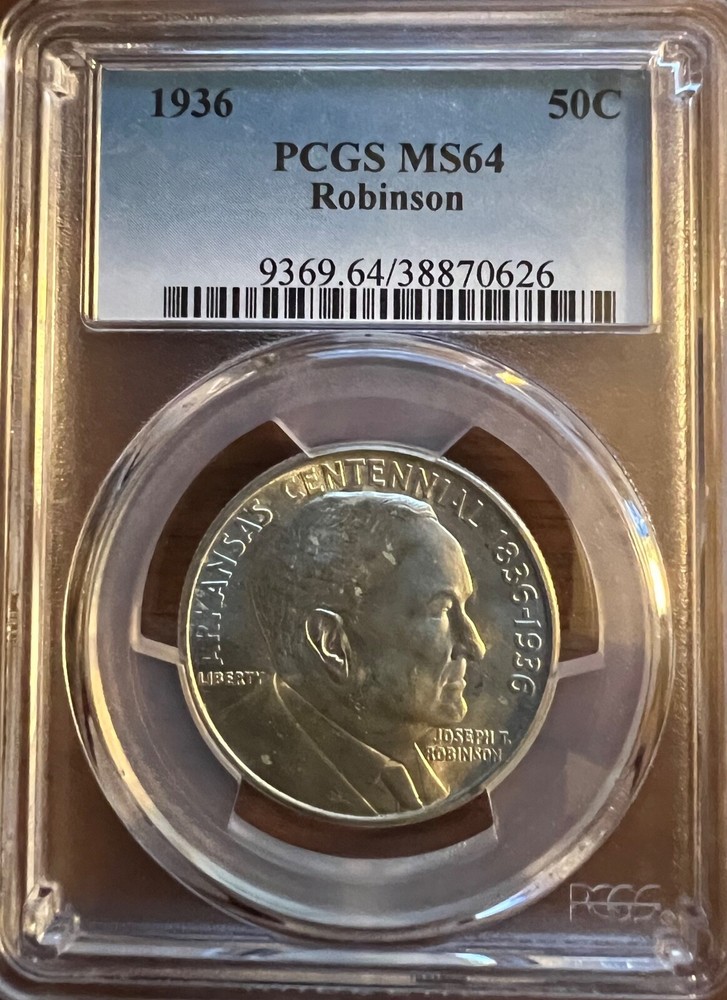 1936 50C
PCGS MS64
Robinson
9369.64/38870626
ARKANSAS CENTENNIAL 1836-1936
LIBERTY
JOSEPH T.
ROBINSON
PCGS